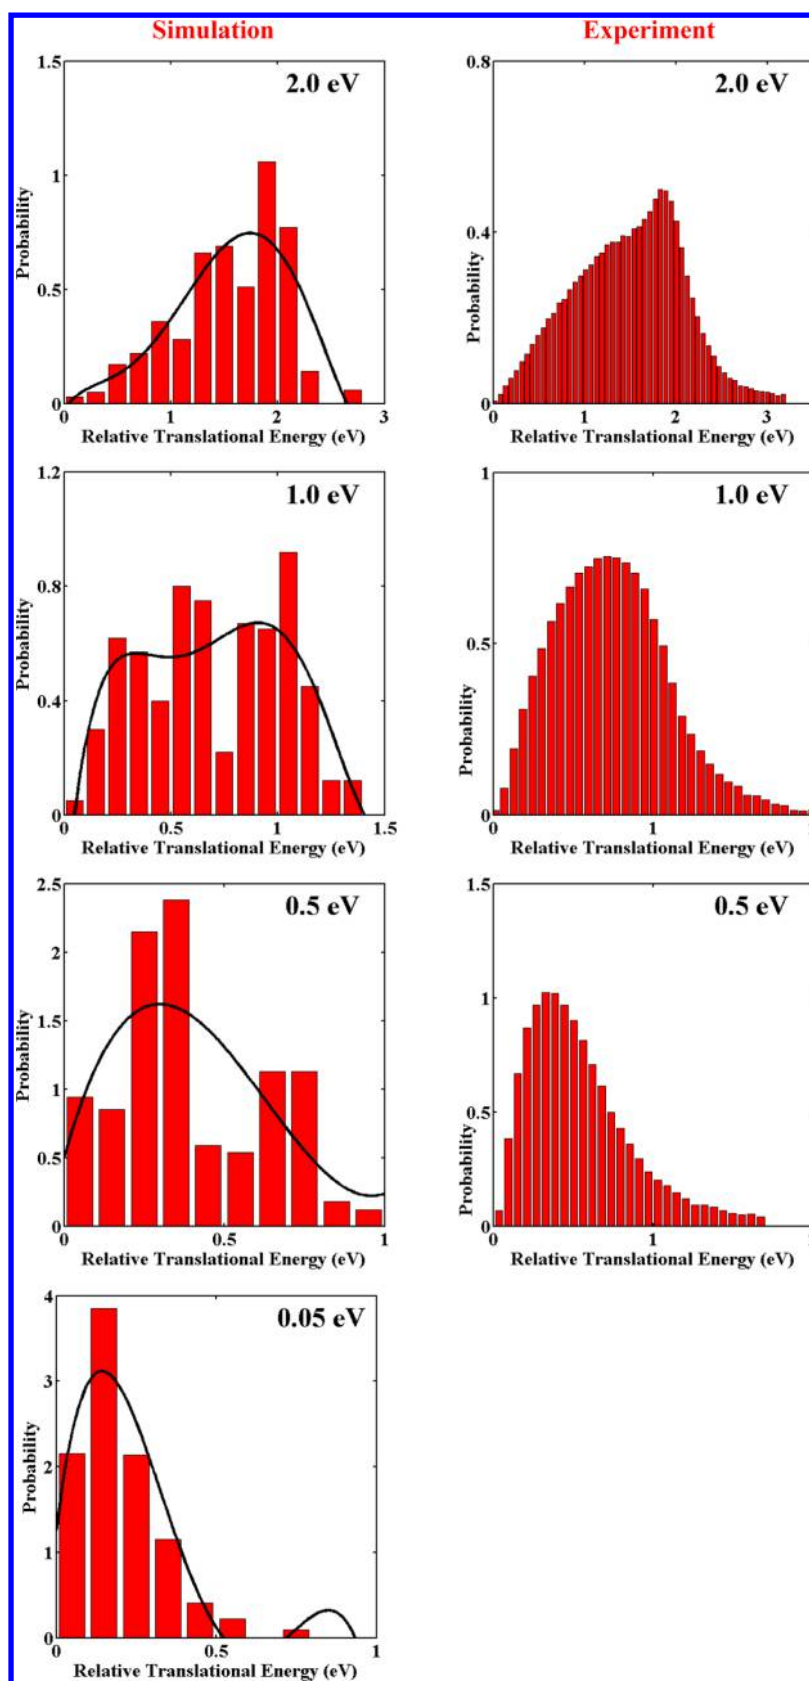 Simulation
Experiment
1.5
1
0.5
0
2.0 eV
Probability
0 1 2 3
Relative Translational Energy (eV)
0.8
0.4
0
2.0 eV
Probability
0 1 2 3
Relative Translational Energy (eV)
1.2
0.8
0.4
0
1.0 eV
Probability
0 0.5 1 1.5
Relative Translational Energy (eV)
1
0.5
0
1.0 eV
Probability
0 1
Relative Translational Energy (eV)
2.5
2
1.5
1
0.5
0
0.5 eV
Probability
0 0.5 1
Relative Translational Energy (eV)
1.5
1
0.5
0
0.5 eV
Probability
0 1
Relative Translational Energy (eV)
4
3
2
1
0
0.05 eV
Probability
0 0.5 1
Relative Translational Energy (eV)